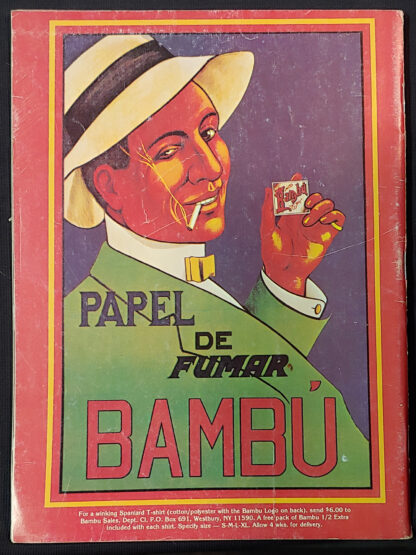 Bambú
PAPEL
DE
FUMAR
BAMBÚ
For a winking Spaniard T-shirt (cotton/polyester with the Bambu Logo on back), send $6.00 to
Bambu Sales, Dept. CI, P.O. Box 691, Westbury, NY 11590. A free pack of Bambu 1/2 Extra
included with each shirt. Specify size — S-M-L-XL. Allow 4 wks. for delivery.